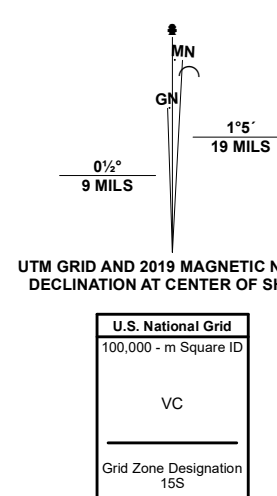 MN
GN
1°5´
19 MILS
0½°
9 MILS
UTM GRID AND 2019 MAGNETIC
DECLINATION AT CENTER OF
U.S. National Grid
100,000 - m Square ID
VC
Grid Zone Designation
15S